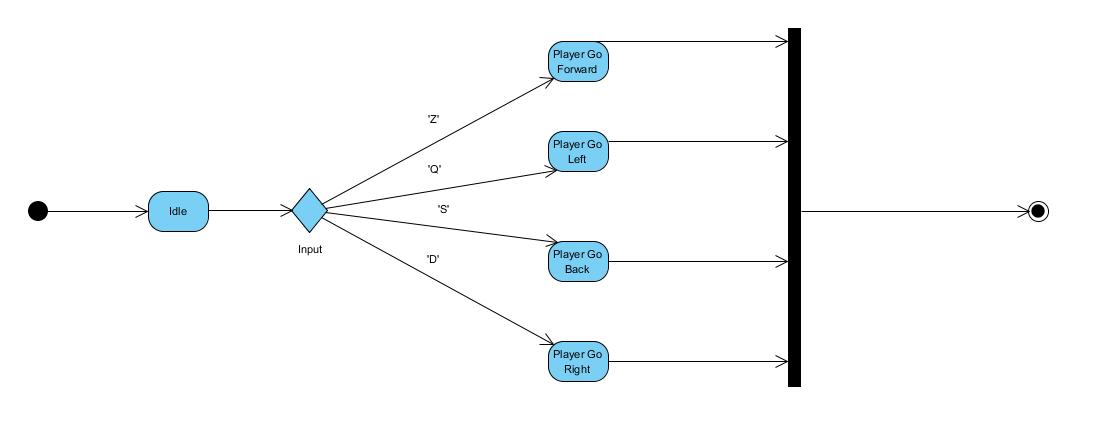 Player Go
Forward
'Z'
Player Go
Left
'Q'
Idle
'S'
Input
Player Go
Back
'D'
Player Go
Right